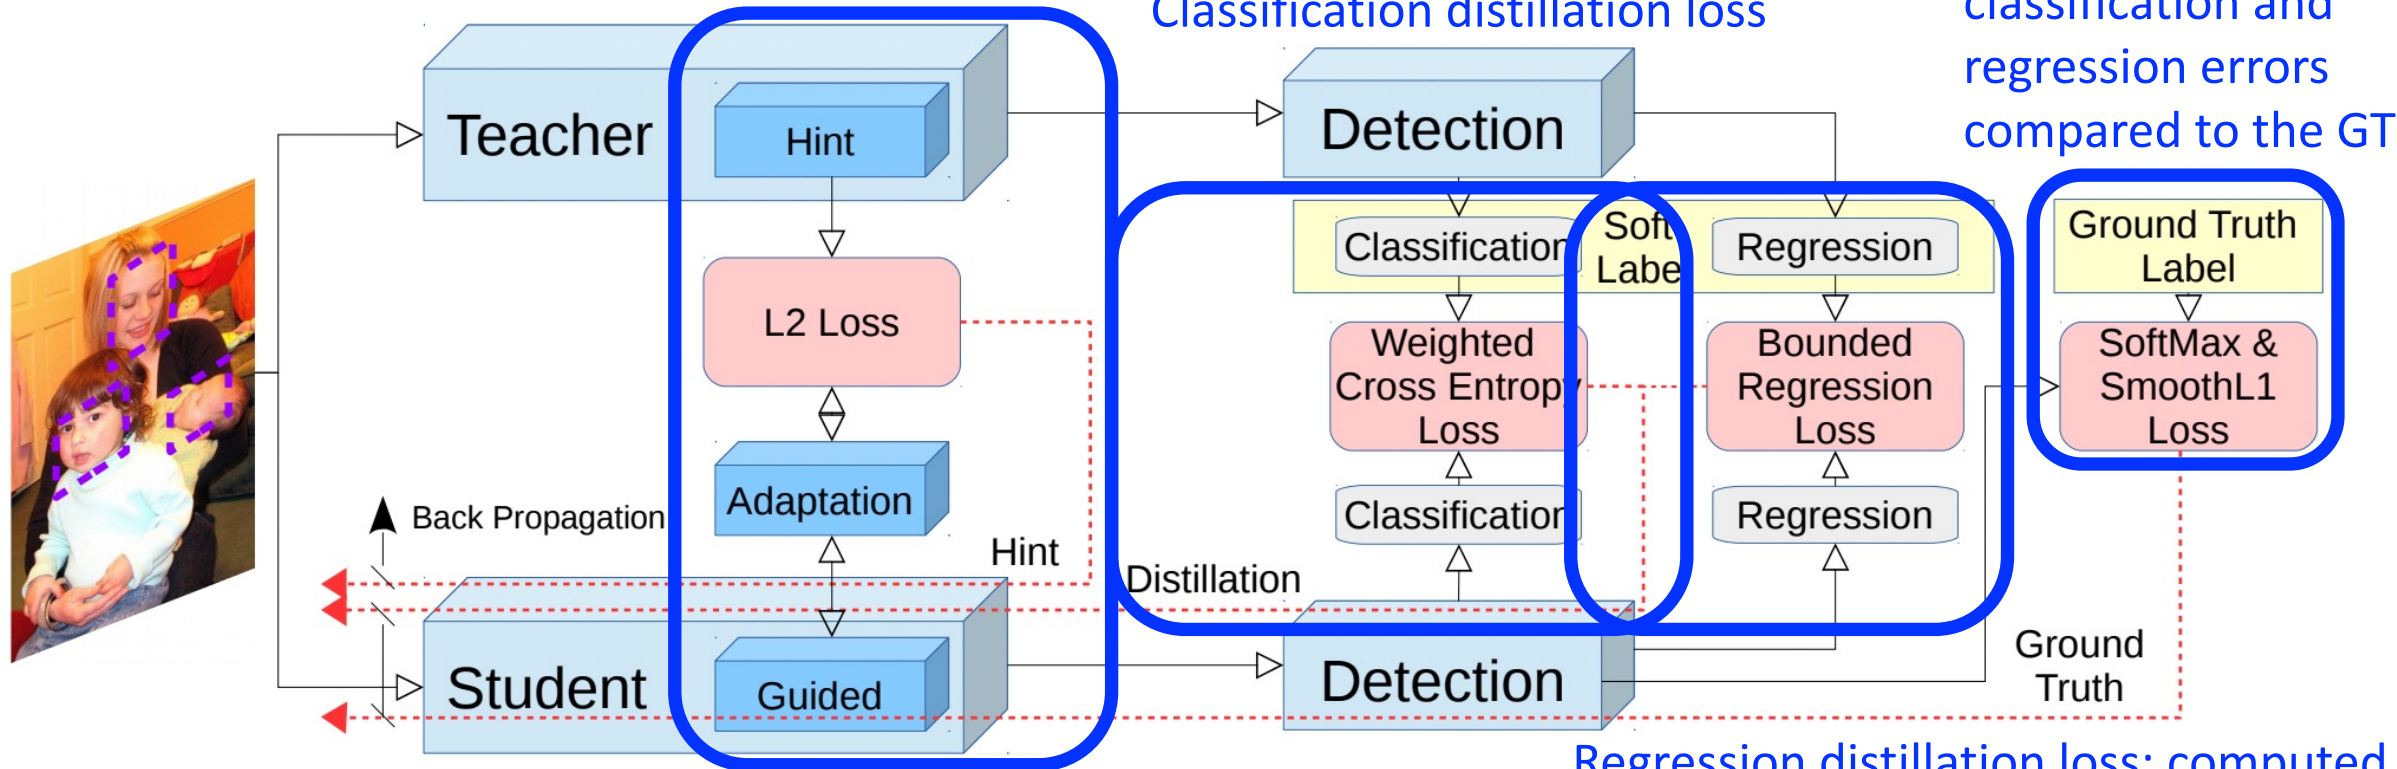 Classification distillation loss
classification and
regression errors
compared to the GT
Teacher
Hint
Detection
Classification
Soft
Label
Regression
Ground Truth
Label
L2 Loss
Weighted
Cross Entropy
Loss
Bounded
Regression
Loss
SoftMax &
SmoothL1
Loss
Adaptation
Back Propagation
Classification
Regression
Hint
Distillation
Student
Guided
Detection
Ground
Truth
Regression distillation loss: computed